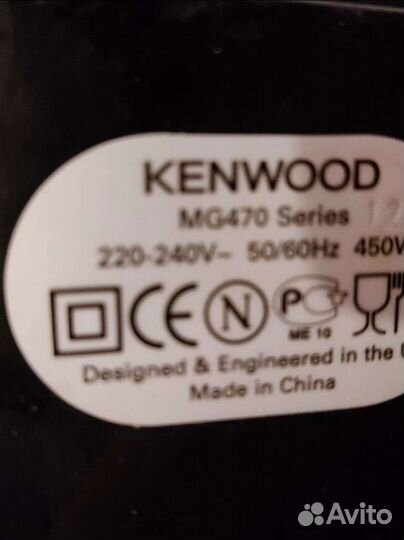 KENWOOD
MG470 Series
220-240V~ 50/60Hz 450W
CE N PC
ME 10
Designed & Engineered in the
Made in China
Avito